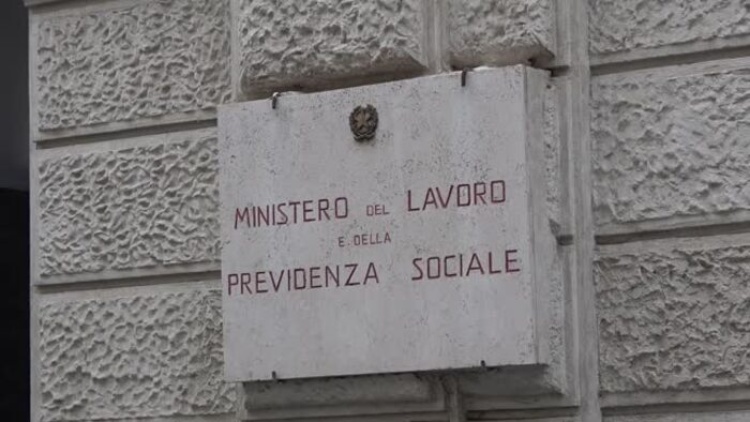 MINISTERO DEL LAVORO
E DELLA
PREVIDENZA SOCIALE